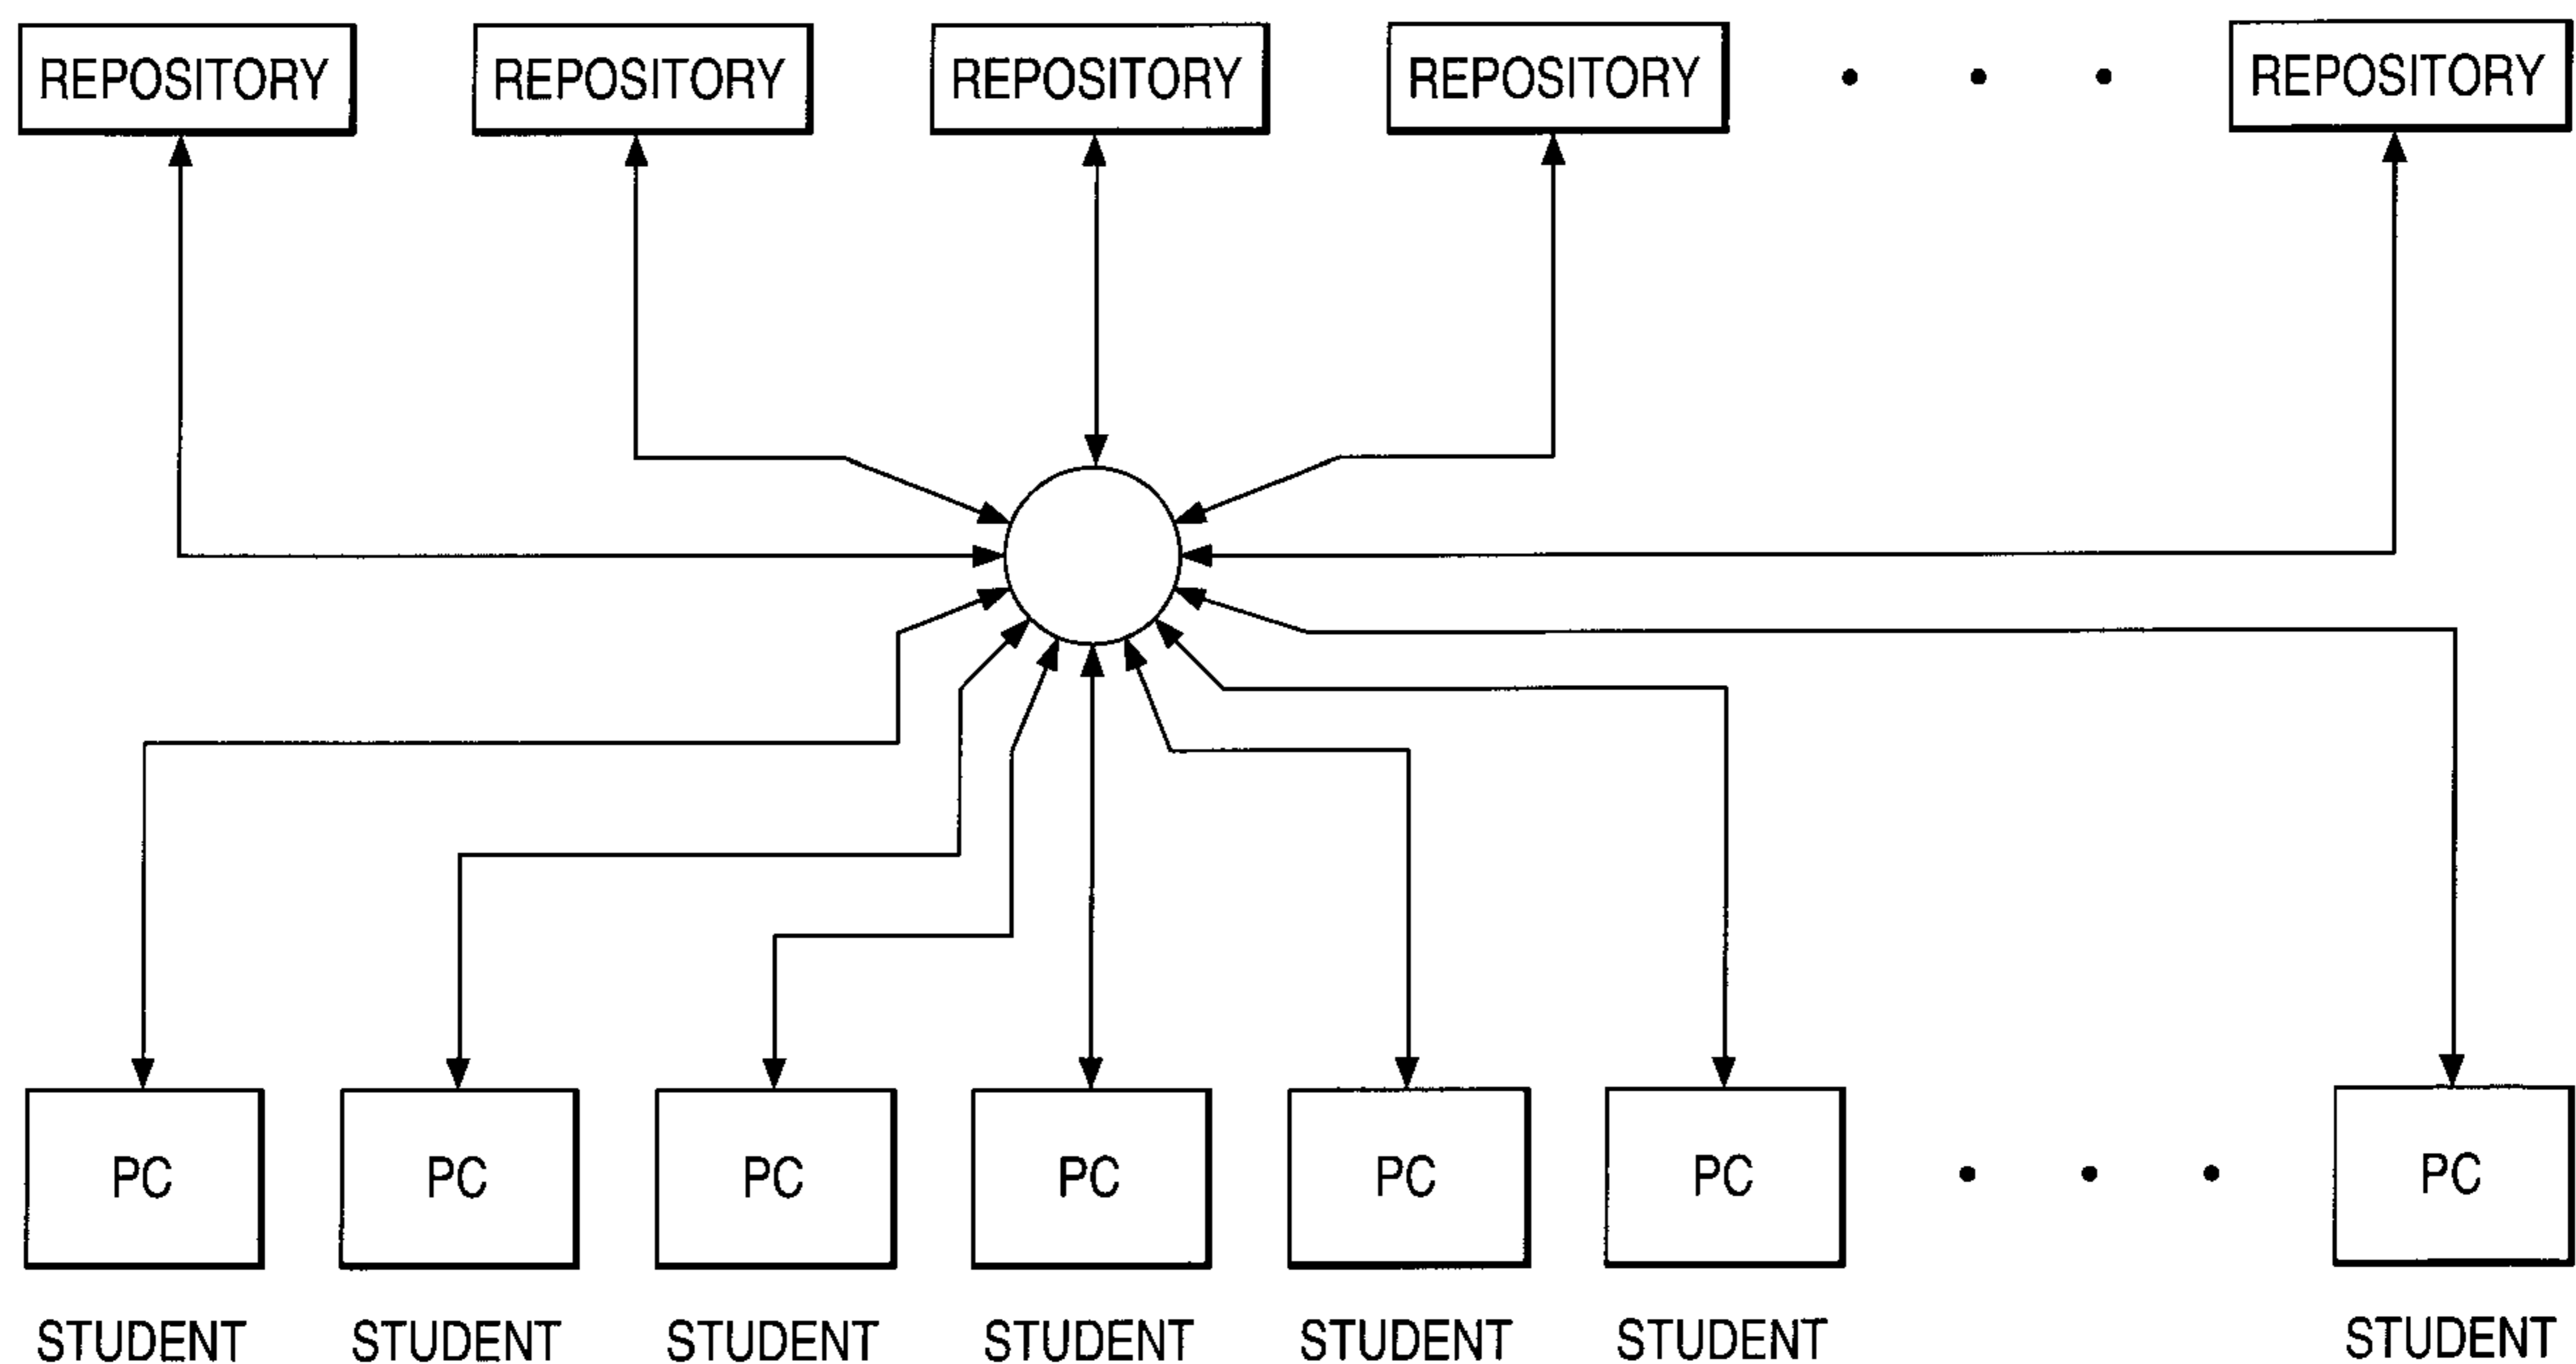 REPOSITORY REPOSITORY REPOSITORY REPOSITORY . . . REPOSITORY
PC PC PC PC PC PC . . . PC
STUDENT STUDENT STUDENT STUDENT STUDENT STUDENT STUDENT